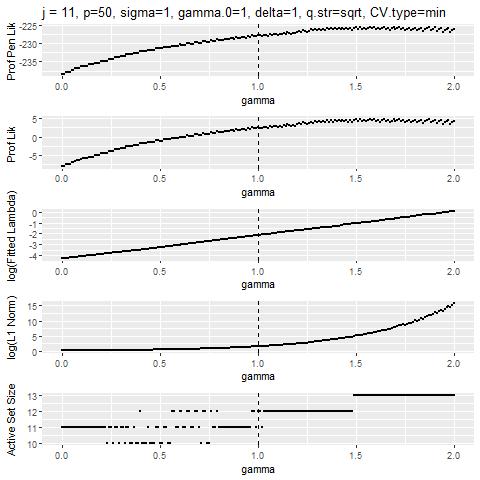 j = 11, p=50, sigma=1, gamma.0=1, delta=1, q.str=sqrt, CV.type=min
Prof Pen Lik
-225
-230
-235
0.0 0.5 1.0 1.5 2.0
gamma
Prof Lik
5
0
-5
0.0 0.5 1.0 1.5 2.0
gamma
log(Fitted Lambda)
0
-1
-2
-3
-4
0.0 0.5 1.0 1.5 2.0
gamma
log(L1 Norm)
15
10
5
0
0.0 0.5 1.0 1.5 2.0
gamma
Active Set Size
13
12
11
10
0.0 0.5 1.0 1.5 2.0
gamma